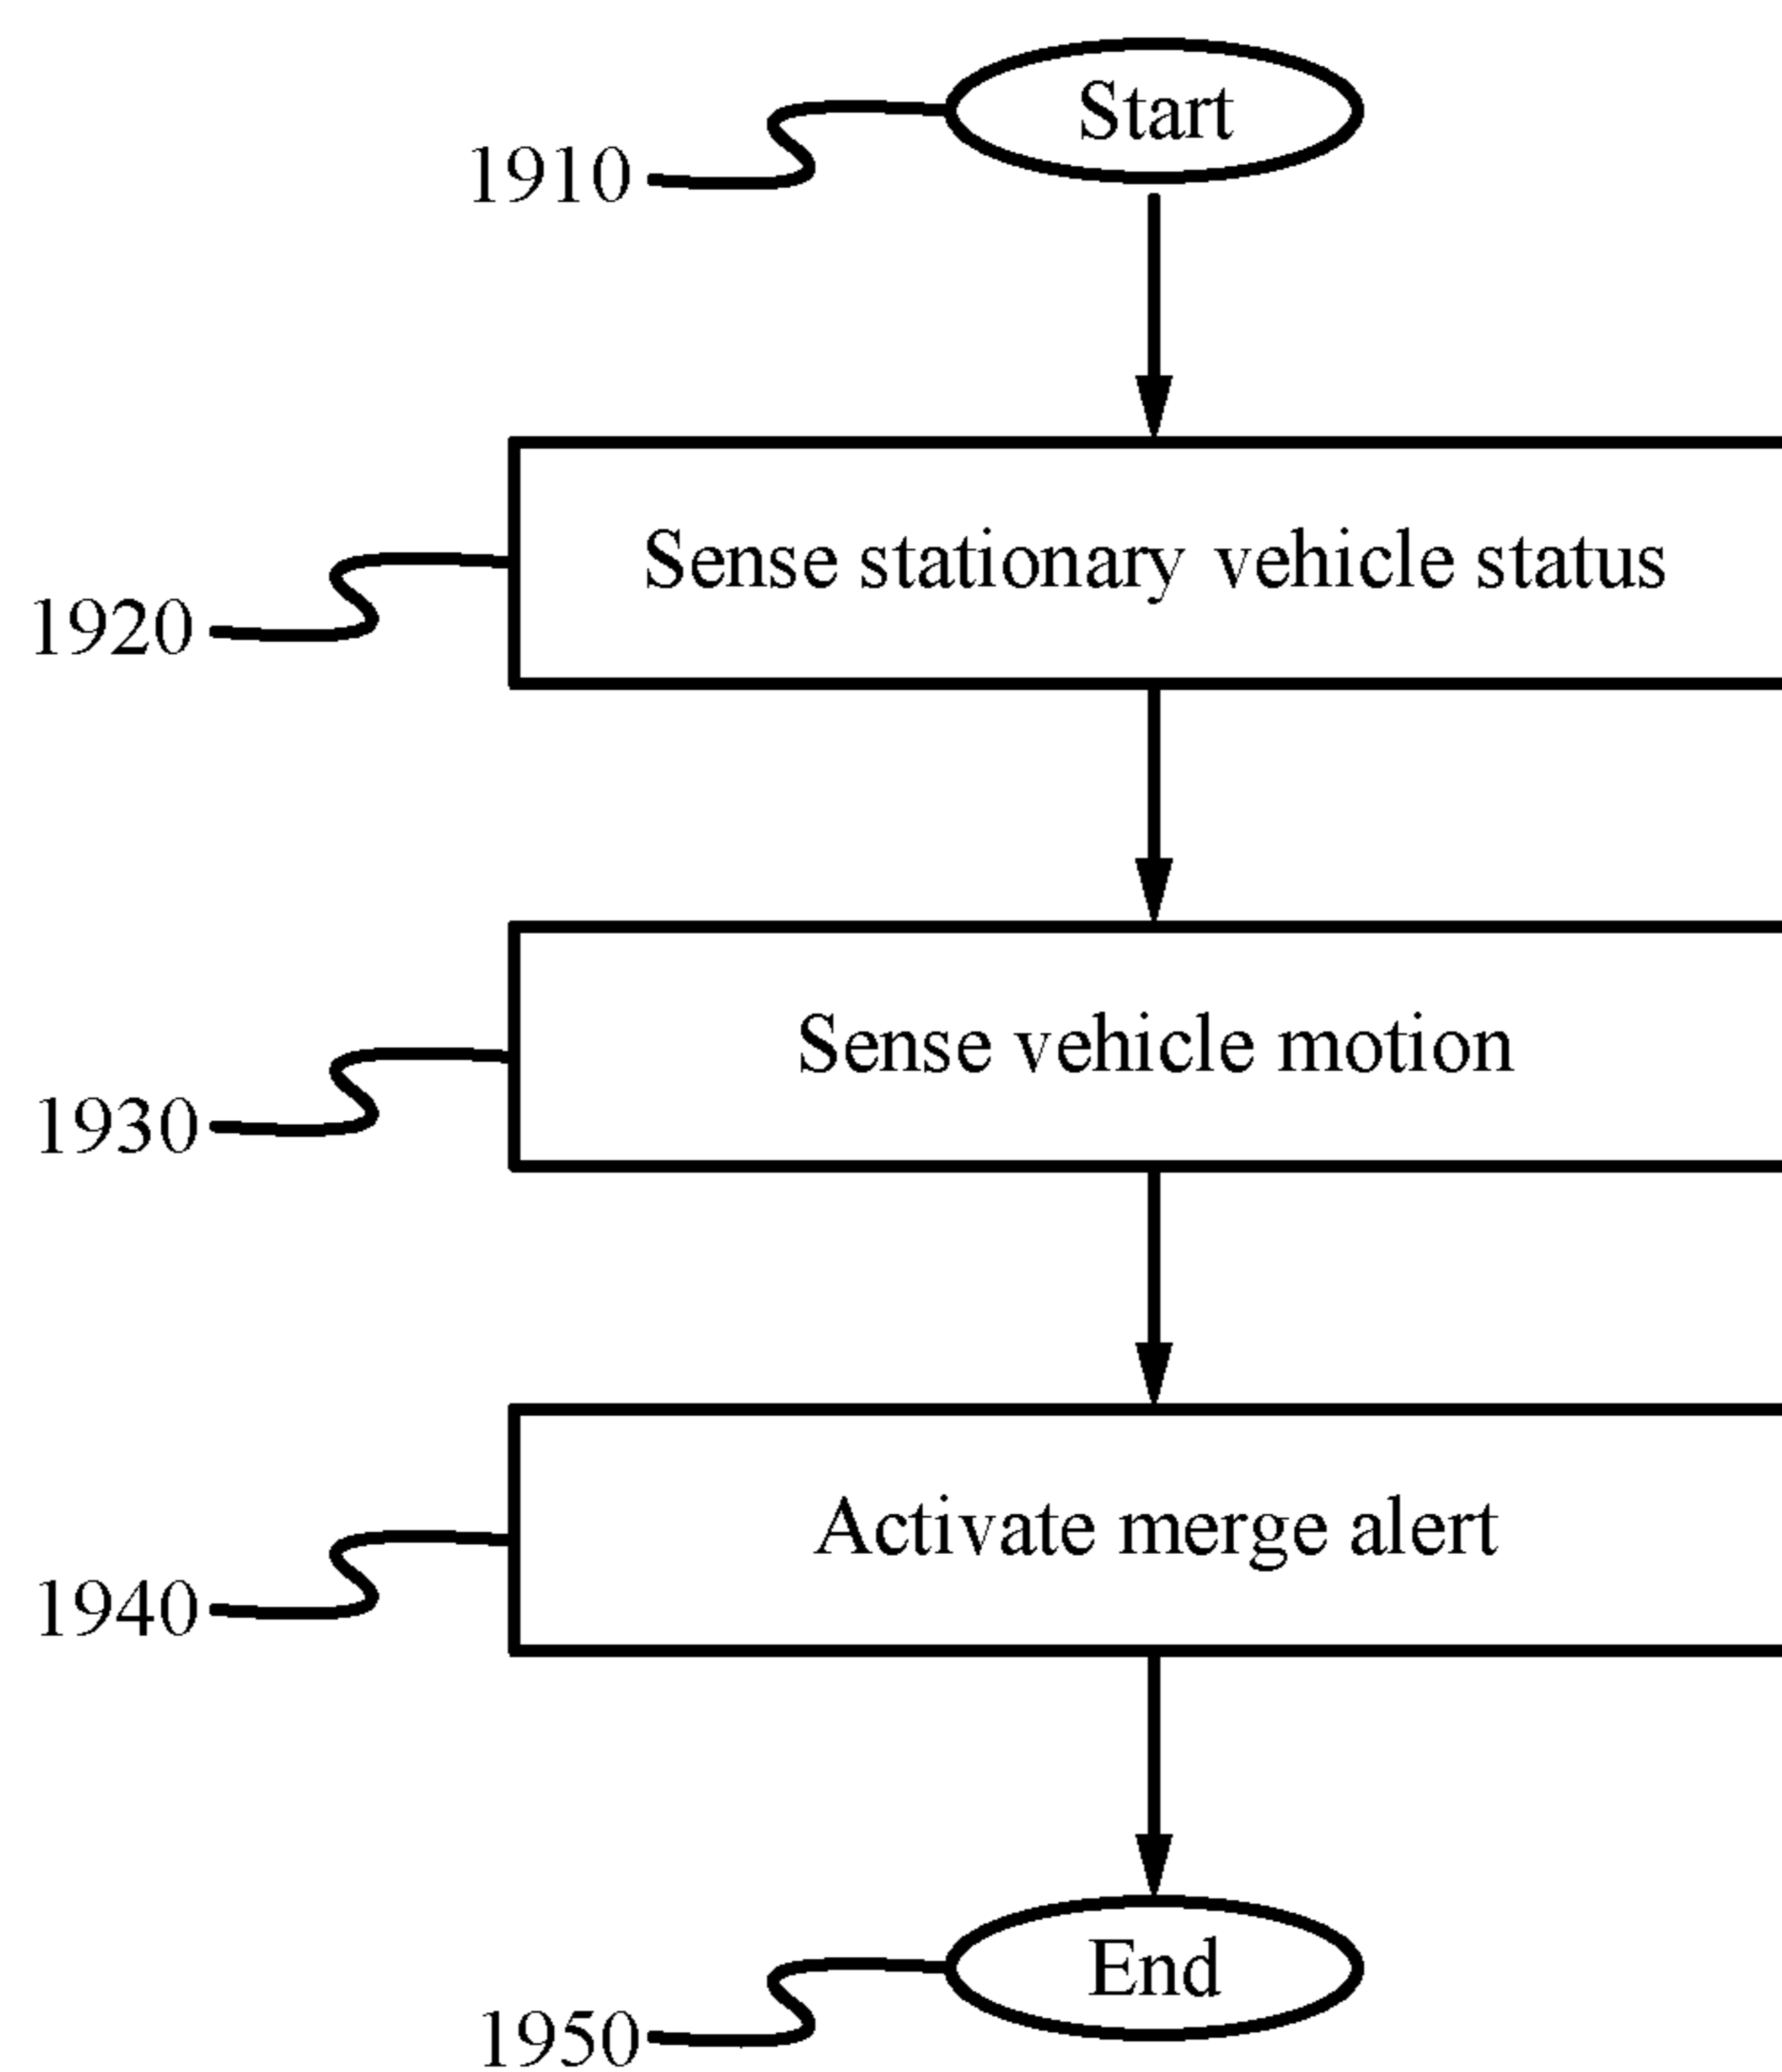 Start
1910
Sense stationary vehicle status
1920
Sense vehicle motion
1930
Activate merge alert
1940
End
1950